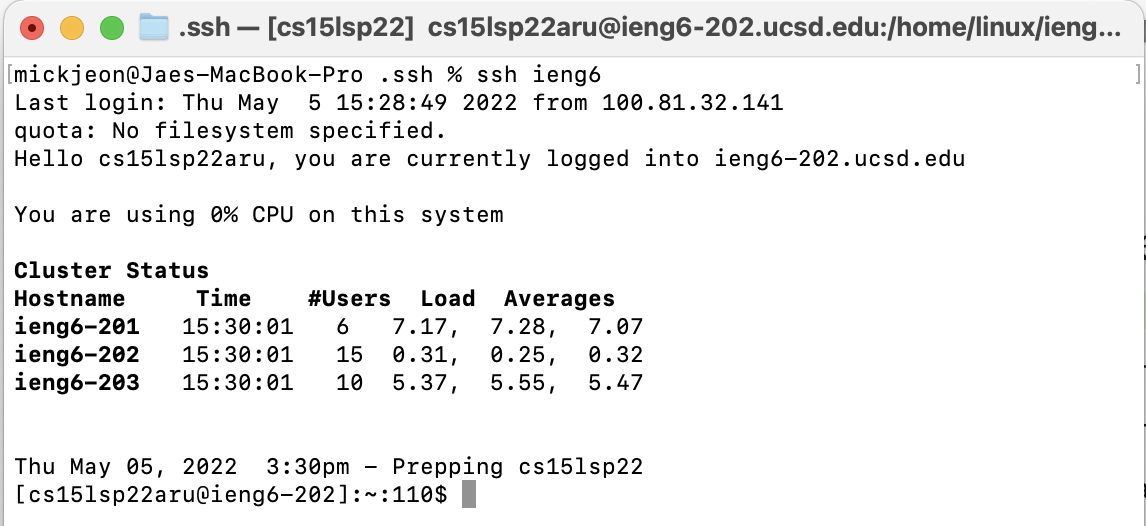 .ssh — [cs15lsp22] cs15lsp22aru@ieng6-202.ucsd.edu:/home/linux/ieng...
[mickjeon@Jaes-MacBook-Pro .ssh % ssh ieng6 ]
Last login: Thu May  5 15:28:49 2022 from 100.81.32.141
quota: No filesystem specified.
Hello cs15lsp22aru, you are currently logged into ieng6-202.ucsd.edu
You are using 0% CPU on this system
Cluster Status
Hostname     Time    #Users  Load  Averages
ieng6-201   15:30:01   6   7.17,  7.28,  7.07
ieng6-202   15:30:01   15  0.31,  0.25,  0.32
ieng6-203   15:30:01   10  5.37,  5.55,  5.47
Thu May 05, 2022  3:30pm - Prepping cs15lsp22
[cs15lsp22aru@ieng6-202]:~:110$